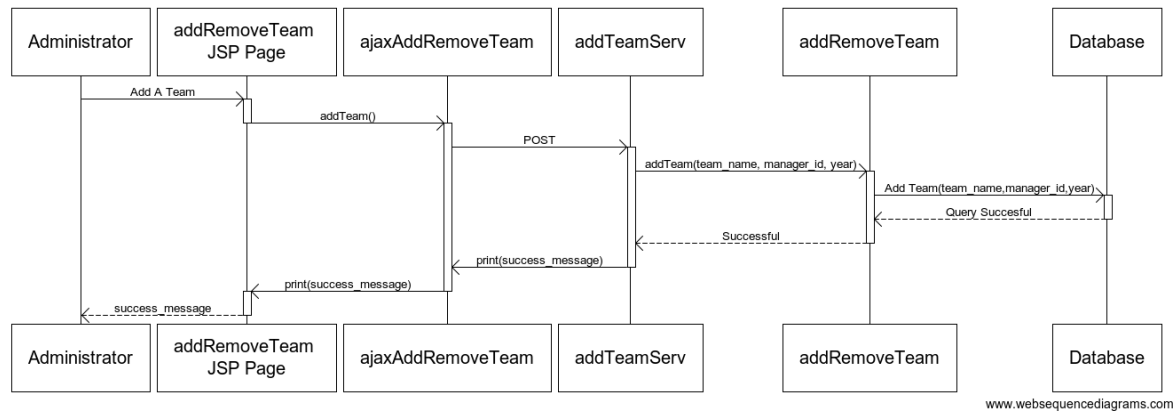 Administrator
addRemoveTeam
JSP Page
ajaxAddRemoveTeam
addTeamServ
addRemoveTeam
Database
Add A Team
addTeam()
POST
addTeam(team_name, manager_id, year)
Add Team(team_name,manager_id,year)
Query Succesful
Successful
print(success_message)
print(success_message)
success_message
Administrator
addRemoveTeam
JSP Page
ajaxAddRemoveTeam
addTeamServ
addRemoveTeam
Database
www.websequencediagrams.com